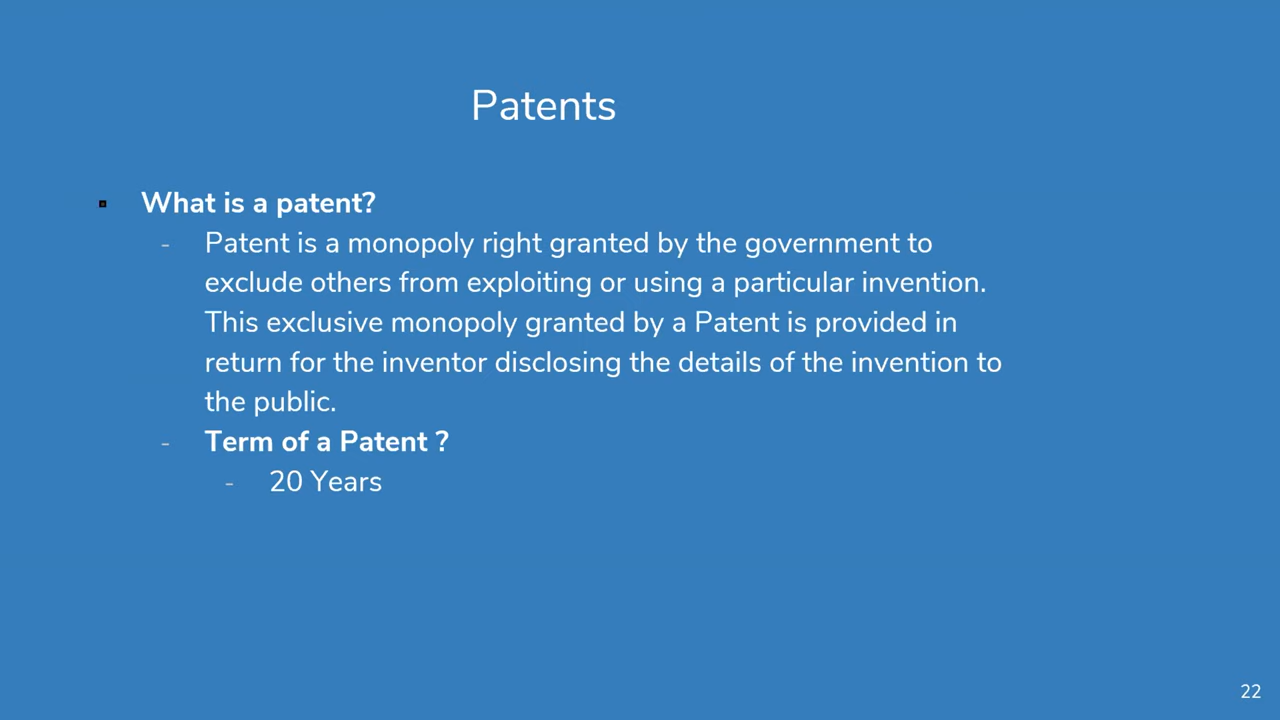 Patents
What is a patent?
- Patent is a monopoly right granted by the government to
exclude others from exploiting or using a particular invention.
This exclusive monopoly granted by a Patent is provided in
return for the inventor disclosing the details of the invention to
the public.
- Term of a Patent ?
- 20 Years
22